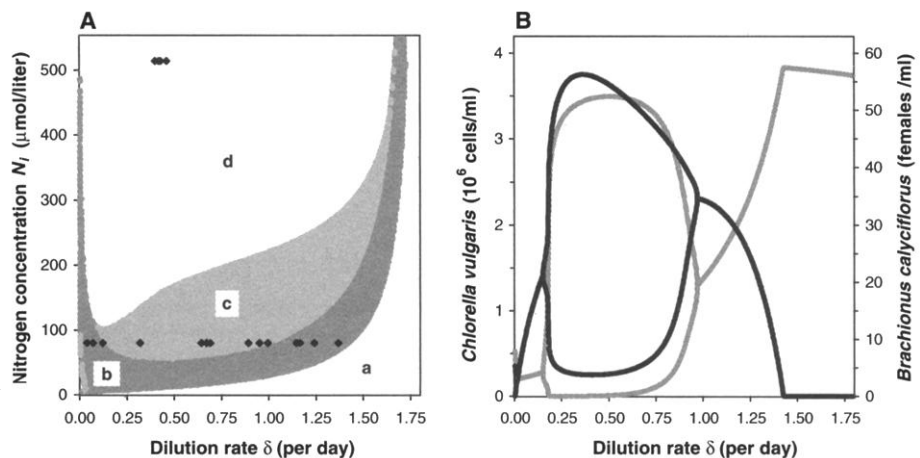 A
Nitrogen concentration N_I (μmol/liter)
500
400
300
200
100
0
d
c
b
a
0.00 0.25 0.50 0.75 1.00 1.25 1.50 1.75
Dilution rate δ (per day)
B
Chlorella vulgaris (10^6 cells/ml)
4
3
2
1
0
60
50
40
30
20
10
0
Brachionus calyciflorus (females /ml)
0.00 0.25 0.50 0.75 1.00 1.25 1.50 1.75
Dilution rate δ (per day)